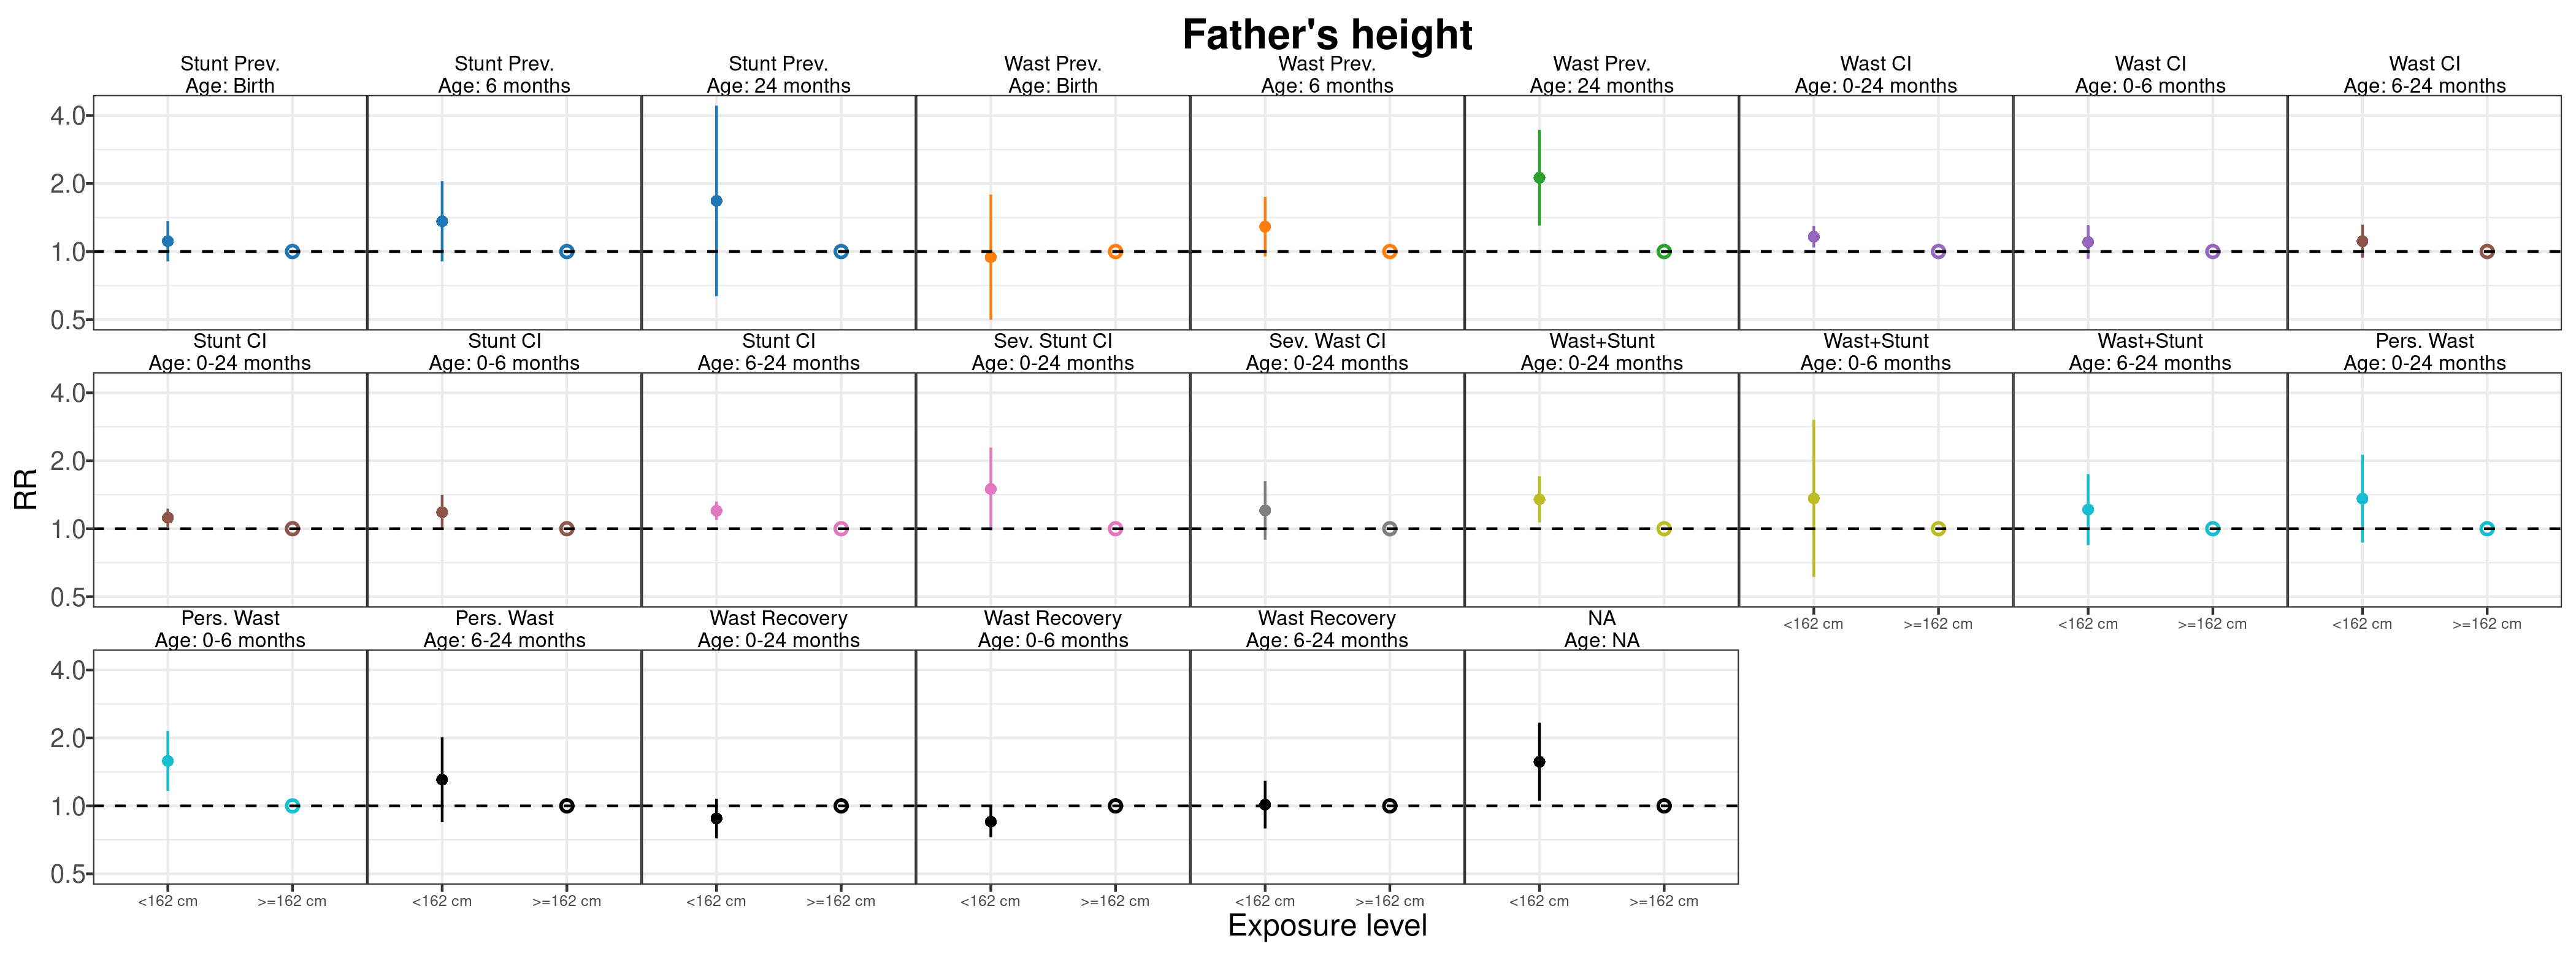 Father's height
Stunt Prev. Stunt Prev. Stunt Prev. Wast Prev. Wast Prev. Wast Prev. Wast CI Wast CI Wast CI
Age: Birth Age: 6 months Age: 24 months Age: Birth Age: 6 months Age: 24 months Age: 0-24 months Age: 0-6 months Age: 6-24 months
4.0
2.0
1.0
0.5
Stunt CI Stunt CI Stunt CI Sev. Stunt CI Sev. Wast CI Wast+Stunt Wast+Stunt Wast+Stunt Pers. Wast
Age: 0-24 months Age: 0-6 months Age: 6-24 months Age: 0-24 months Age: 0-24 months Age: 0-24 months Age: 0-6 months Age: 6-24 months Age: 0-24 months
4.0
2.0
RR
1.0
0.5
<162 cm >=162 cm <162 cm >=162 cm <162 cm >=162 cm
Pers. Wast Pers. Wast Wast Recovery Wast Recovery Wast Recovery NA
Age: 0-6 months Age: 6-24 months Age: 0-24 months Age: 0-6 months Age: 6-24 months Age: NA
4.0
2.0
1.0
0.5
<162 cm >=162 cm <162 cm >=162 cm <162 cm >=162 cm <162 cm >=162 cm <162 cm >=162 cm <162 cm >=162 cm
Exposure level